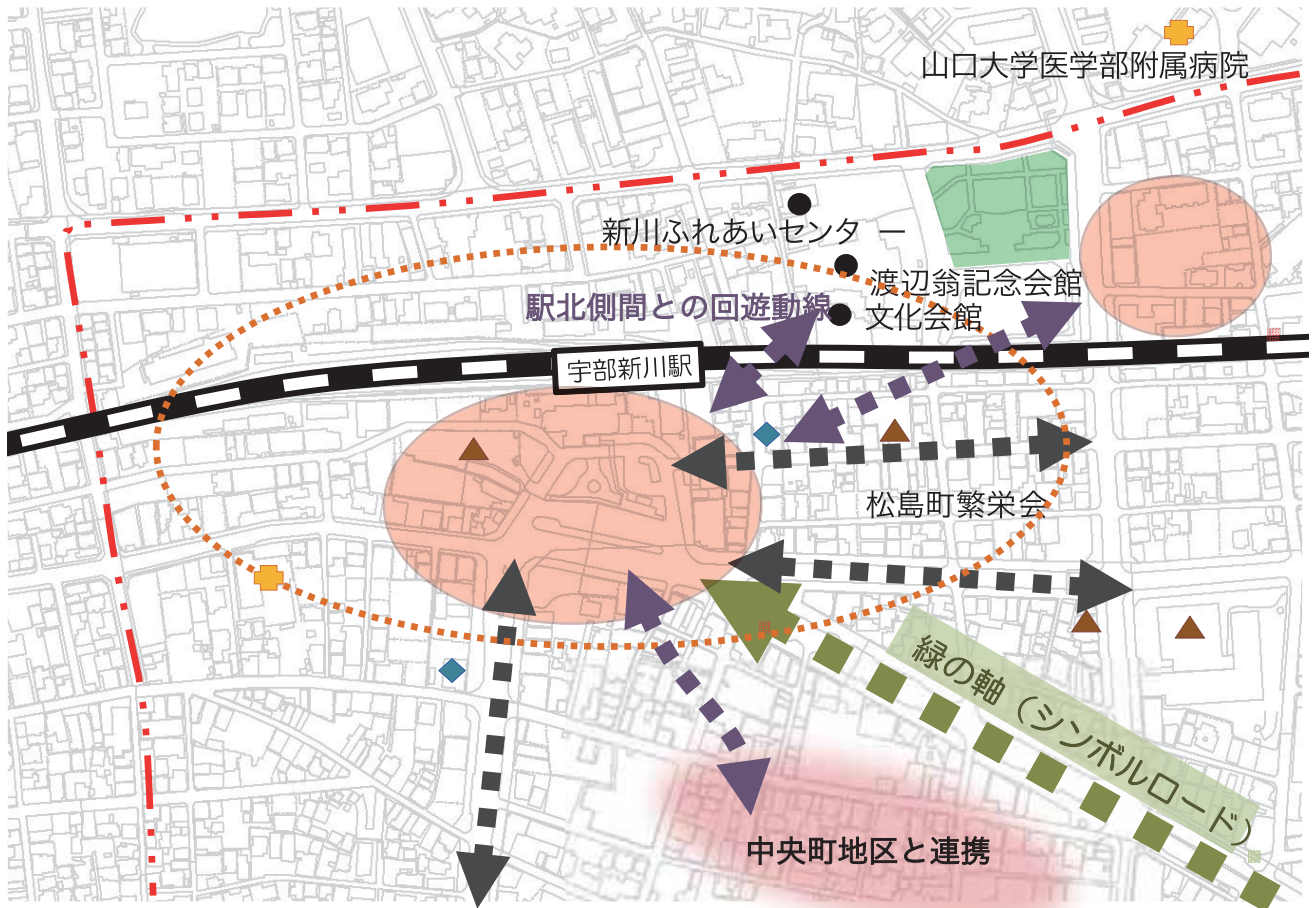 山口大学医学部附属病院
新川ふれあいセンター
渡辺翁記念会館
駅北側間との回遊動線
文化会館
宇部新川駅
松島町繁栄会
緑の軸（シンボルロード）
中央町地区と連携